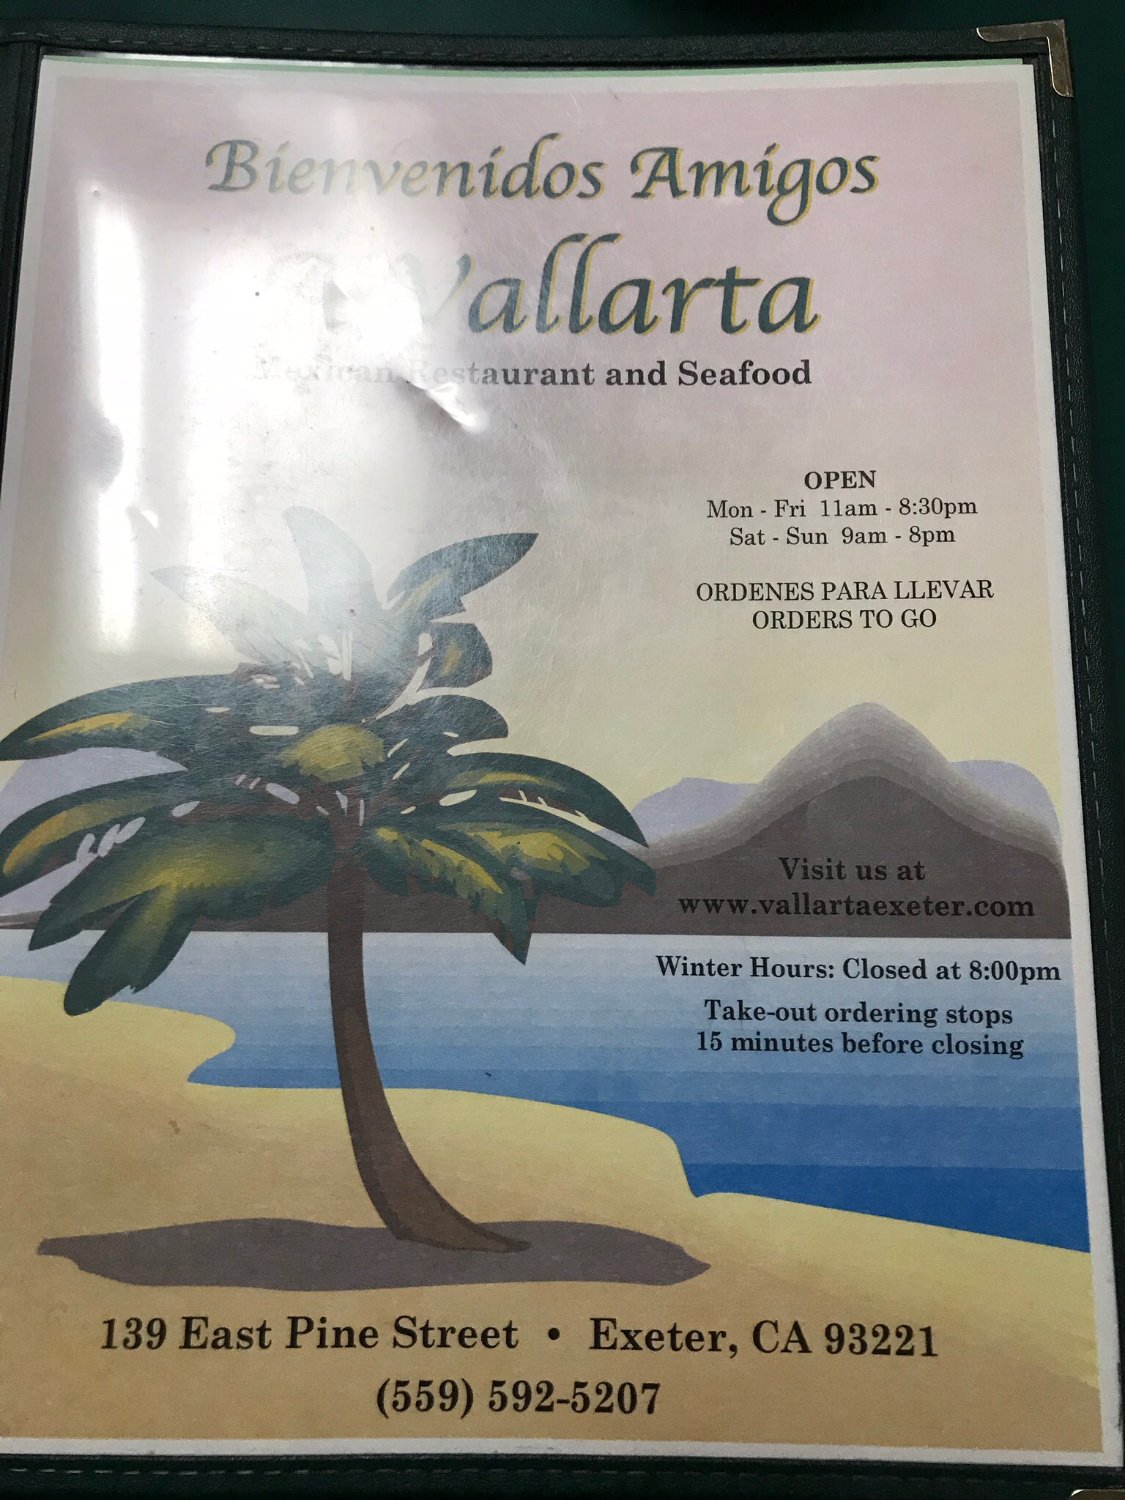 Bienvenidos Amigos
Vallarta
Mexican Restaurant and Seafood
OPEN
Mon - Fri 11am - 8:30pm
Sat - Sun 9am - 8pm
ORDENES PARA LLEVAR
ORDERS TO GO
Visit us at
www.vallartaexeter.com
Winter Hours: Closed at 8:00pm
Take-out ordering stops
15 minutes before closing
139 East Pine Street • Exeter, CA 93221
(559) 592-5207